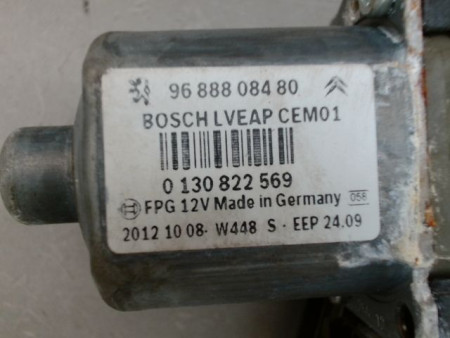 96 888 084 80
BOSCH LVEAP CEM01
0 130 822 569
FPG 12V Made in Germany 056
2012 10 08· W448 S - EEP 24.09